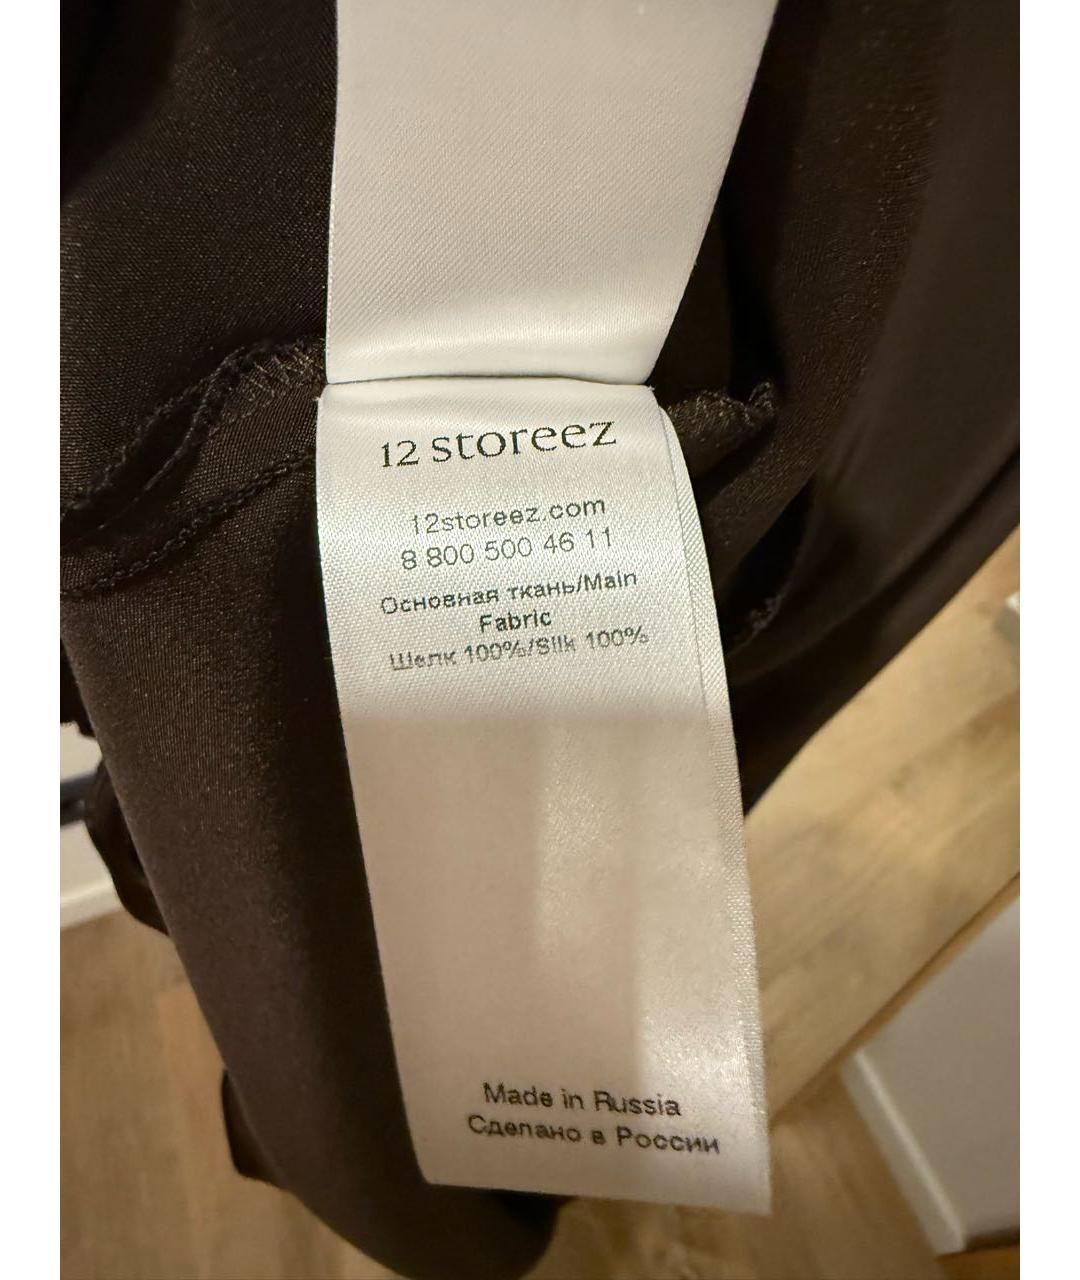 12 storeez
12storeez.com
8 800 500 46 11
Основная ткань/Main
Fabric
Шелк 100%/Silk 100%
Made in Russia
Сделано в России